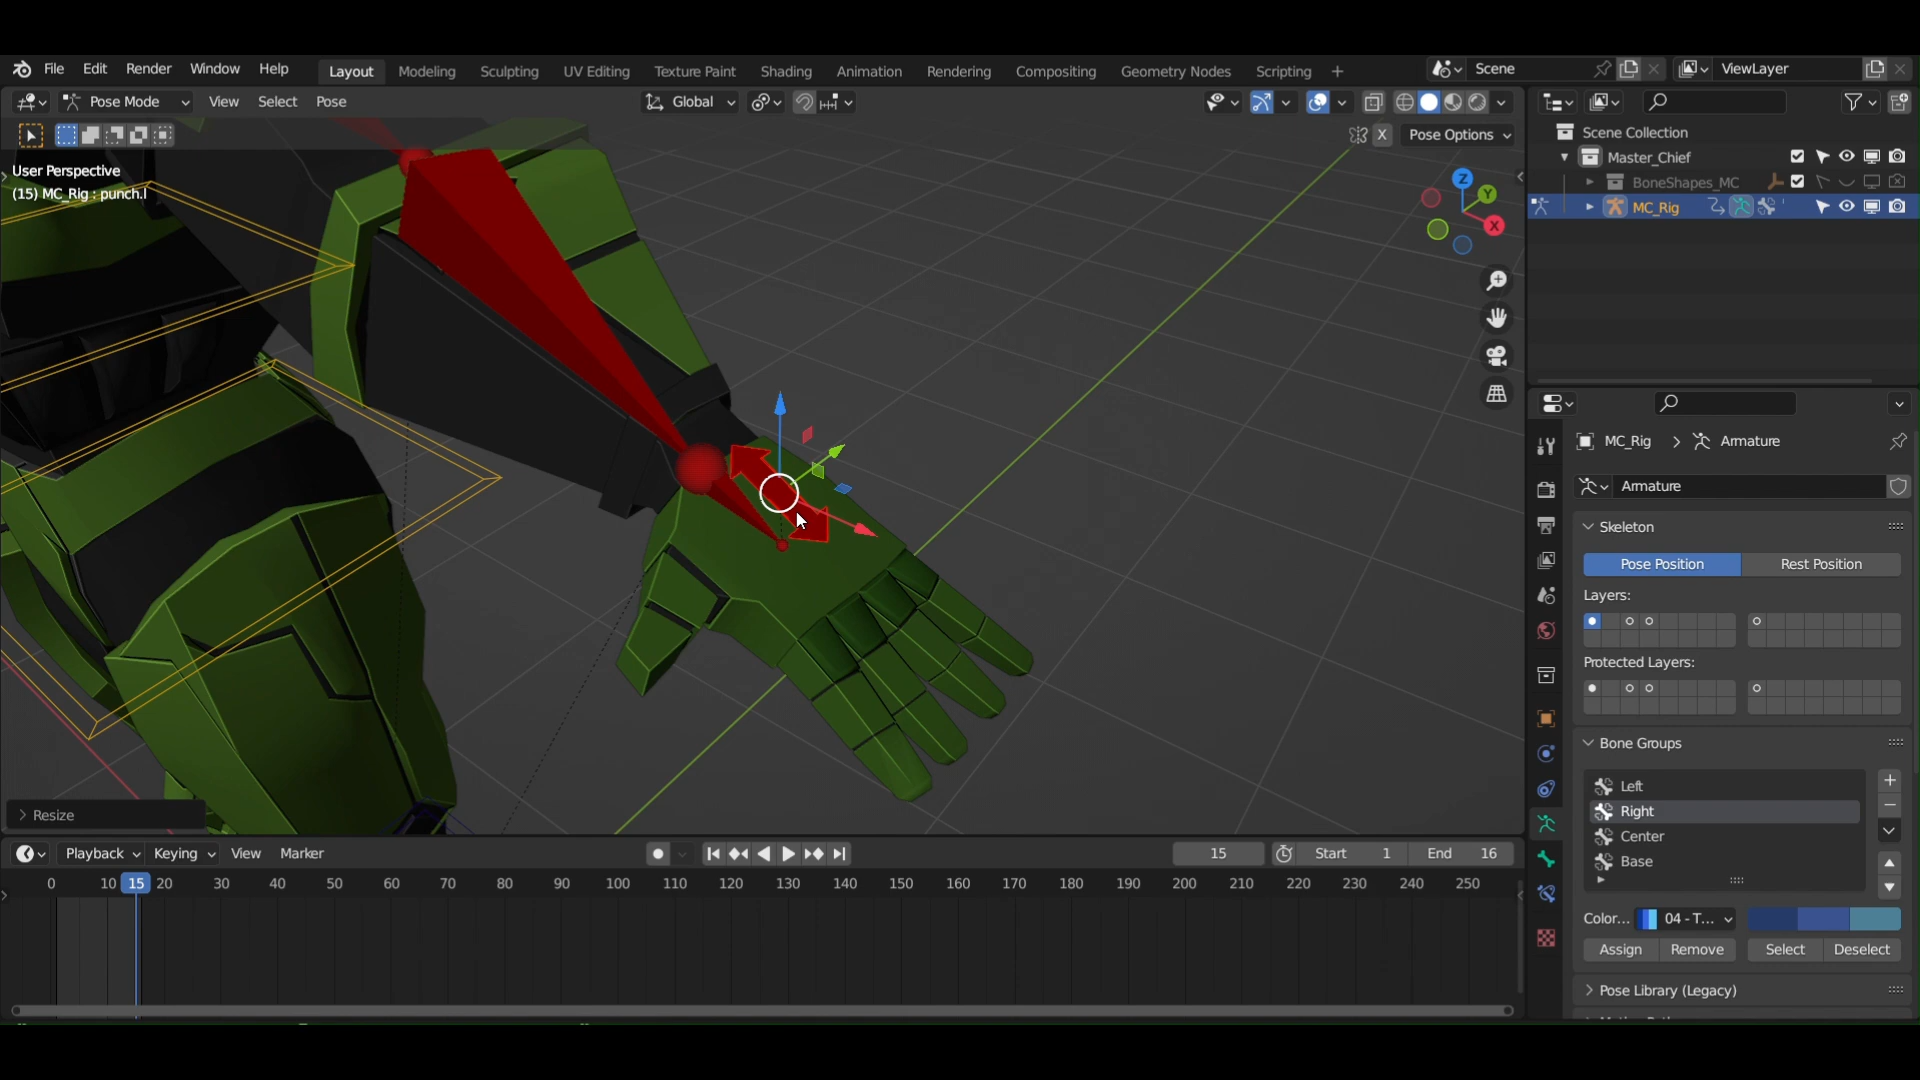 File Edit Render Window Help Layout Modeling Sculpting UV Editing Texture Paint Shading Animation Rendering Compositing Geometry Nodes Scripting + Scene ViewLayer
Pose Mode View Select Pose Global
X Pose Options
User Perspective
(15) MC_Rig : punch.l
Z
Y
X
Resize
Scene Collection
Master_Chief
BoneShapes_MC
MC_Rig
MC_Rig > Armature
Armature
Skeleton
Pose Position Rest Position
Layers:
Protected Layers:
Bone Groups
Left
Right
Center
Base
Color... 04 - T...
Assign Remove Select Deselect
Pose Library (Legacy)
Playback Keying View Marker 15 Start 1 End 16
0 10 15 20 30 40 50 60 70 80 90 100 110 120 130 140 150 160 170 180 190 200 210 220 230 240 250